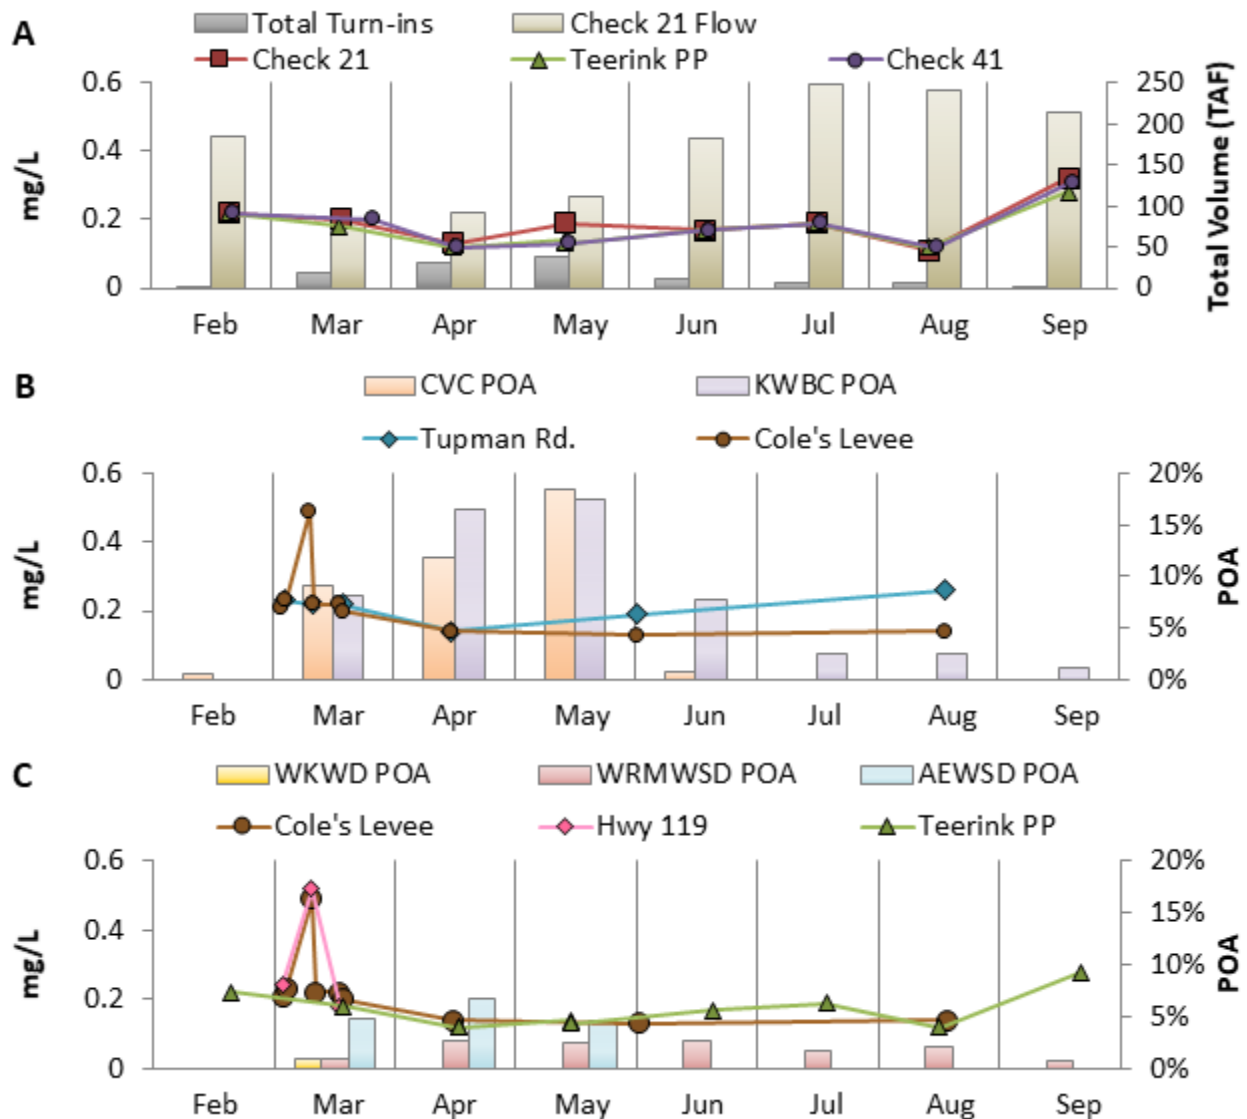 A
Total Turn-ins Check 21 Flow
Check 21 Teerink PP Check 41
0.6 250
200
0.4
150
0.2 100
50
0 0
mg/L
Total Volume (TAF)
Feb Mar Apr May Jun Jul Aug Sep
B
CVC POA KWBC POA
Tupman Rd. Cole's Levee
0.6 20%
15%
0.4
10%
0.2
5%
0 0%
mg/L
POA
Feb Mar Apr May Jun Jul Aug Sep
C
WKWD POA WRMWSD POA AEWSD POA
Cole's Levee Hwy 119 Teerink PP
0.6 20%
15%
0.4
10%
0.2
5%
0 0%
mg/L
POA
Feb Mar Apr May Jun Jul Aug Sep